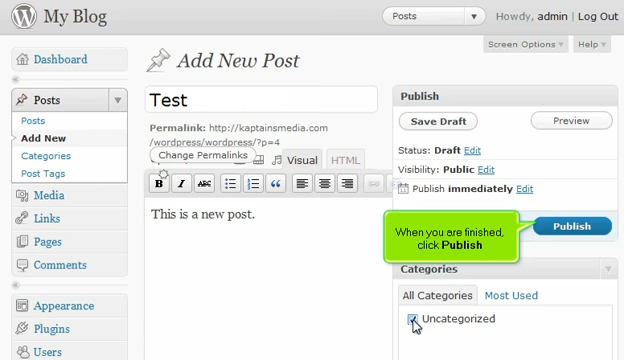 My Blog
Posts
Howdy, admin | Log Out
Screen Options
Help
Dashboard
Posts
Posts
Add New
Categories
Post Tags
Media
Links
Pages
Comments
Appearance
Plugins
Users
Add New Post
Test
Permalink: http://kaptainsmedia.com
/wordpress/wordpress/?p=4
Change Permalinks
Visual
HTML
B I ABC
This is a new post.
Publish
Save Draft
Preview
Status: Draft Edit
Visibility: Public Edit
Publish immediately Edit
When you are finished,
click Publish
Publish
Categories
All Categories
Most Used
Uncategorized